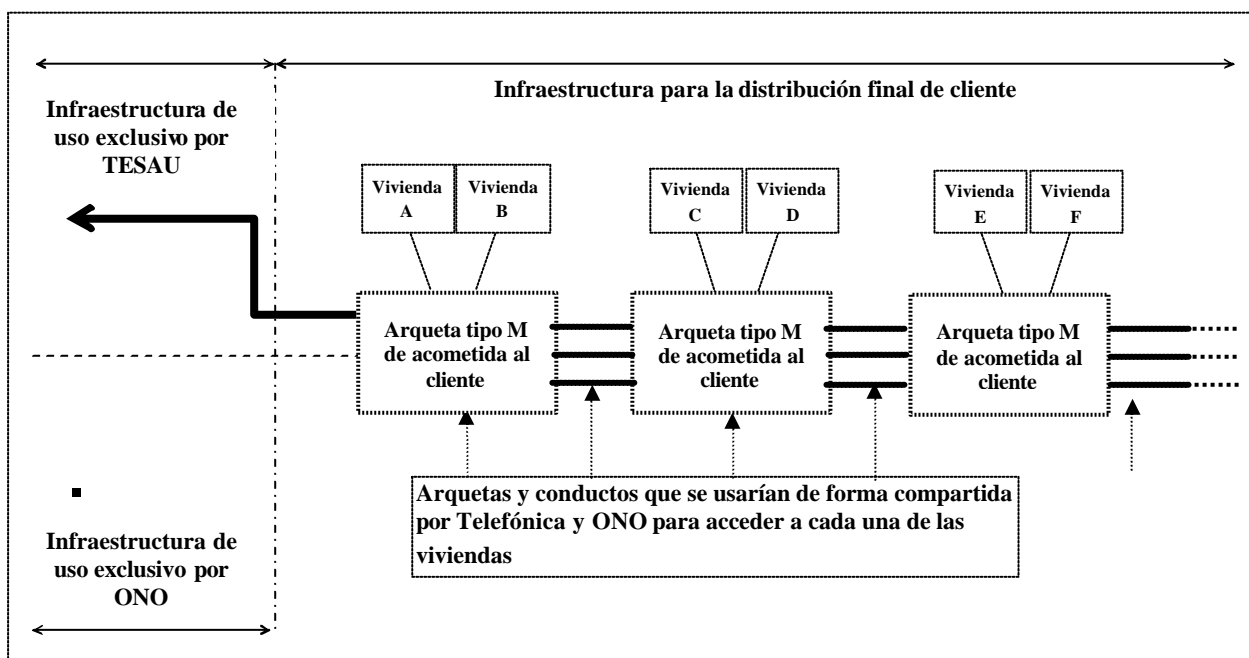 Infraestructura para la distribución final de cliente
Infraestructura de
uso exclusivo por
TESAU
Vivienda
A
Vivienda
B
Vivienda
C
Vivienda
D
Vivienda
E
Vivienda
F
Arqueta tipo M
de acometida al
cliente
Arqueta tipo M
de acometida al
cliente
Arqueta tipo M
de acometida al
cliente
Arquetas y conductos que se usarían de forma compartida
por Telefónica y ONO para acceder a cada una de las
viviendas
Infraestructura de
uso exclusivo por
ONO